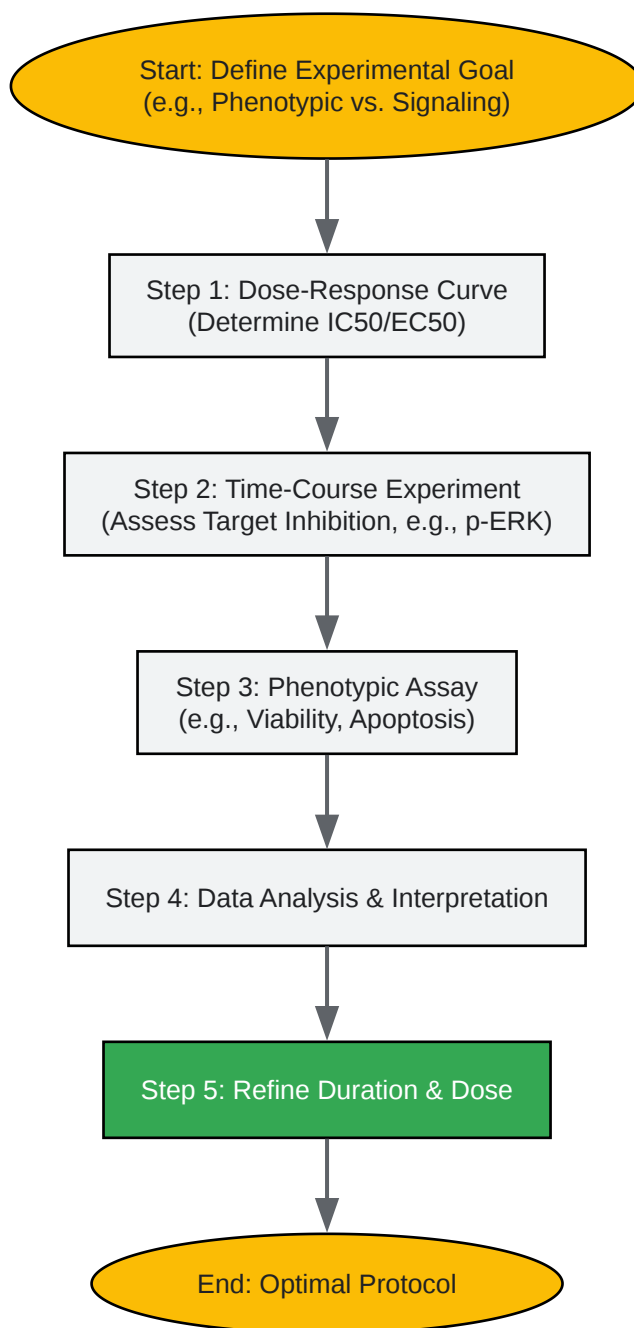 Start: Define Experimental Goal
(e.g., Phenotypic vs. Signaling)
Step 1: Dose-Response Curve
(Determine IC50/EC50)
Step 2: Time-Course Experiment
(Assess Target Inhibition, e.g., p-ERK)
Step 3: Phenotypic Assay
(e.g., Viability, Apoptosis)
Step 4: Data Analysis & Interpretation
Step 5: Refine Duration & Dose
End: Optimal Protocol